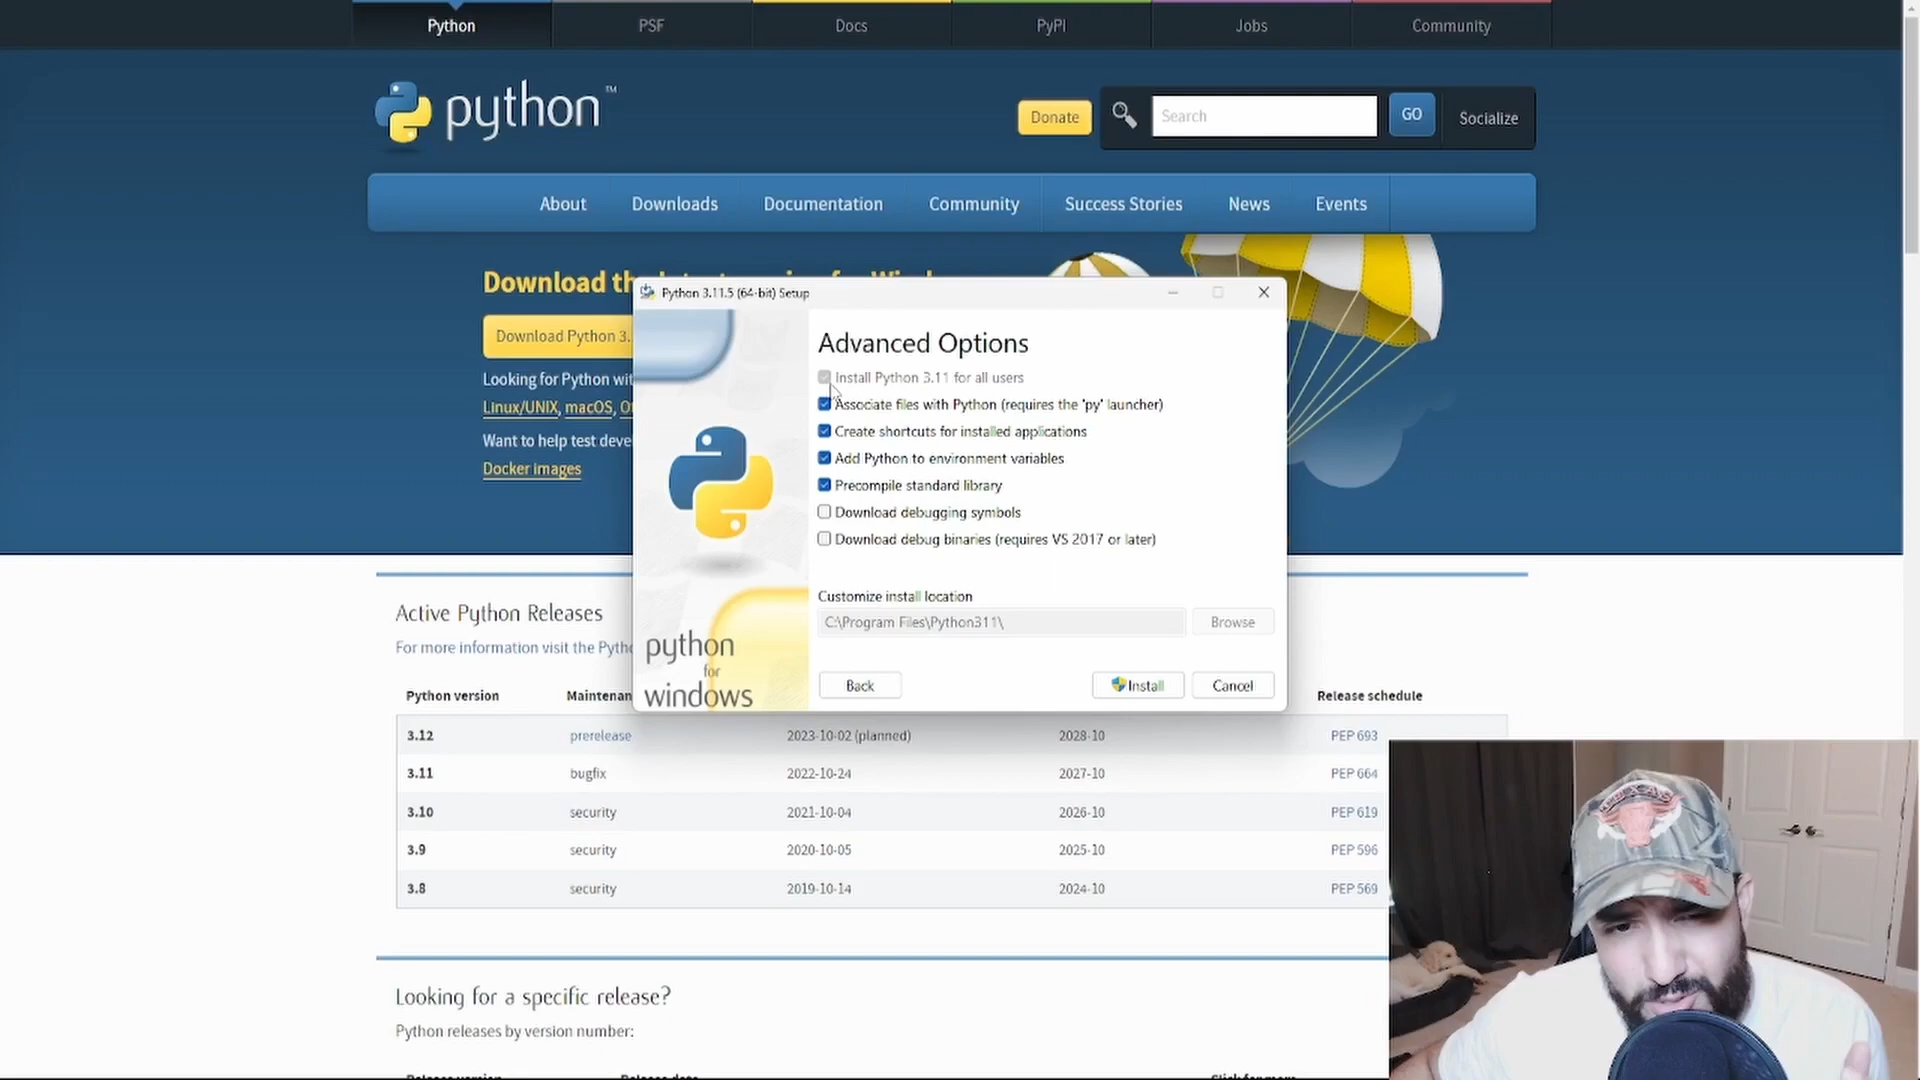 Python PSF Docs PyPI Jobs Community
python™
Donate Search GO Socialize
About Downloads Documentation Community Success Stories News Events
Download th
Download Python 3.
Looking for Python wit
Linux/UNIX, macOS, O
Want to help test deve
Docker images
Python 3.11.5 (64-bit) Setup
Advanced Options
Install Python 3.11 for all users
Associate files with Python (requires the 'py' launcher)
Create shortcuts for installed applications
Add Python to environment variables
Precompile standard library
Download debugging symbols
Download debug binaries (requires VS 2017 or later)
Customize install location
C:\Program Files\Python311\ Browse
python
for
windows
Back Install Cancel
Active Python Releases
For more information visit the Pytho
Python version Maintenan Release schedule
3.12 prerelease 2023-10-02 (planned) 2028-10 PEP 693
3.11 bugfix 2022-10-24 2027-10 PEP 664
3.10 security 2021-10-04 2026-10 PEP 619
3.9 security 2020-10-05 2025-10 PEP 596
3.8 security 2019-10-14 2024-10 PEP 569
Looking for a specific release?
Python releases by version number: